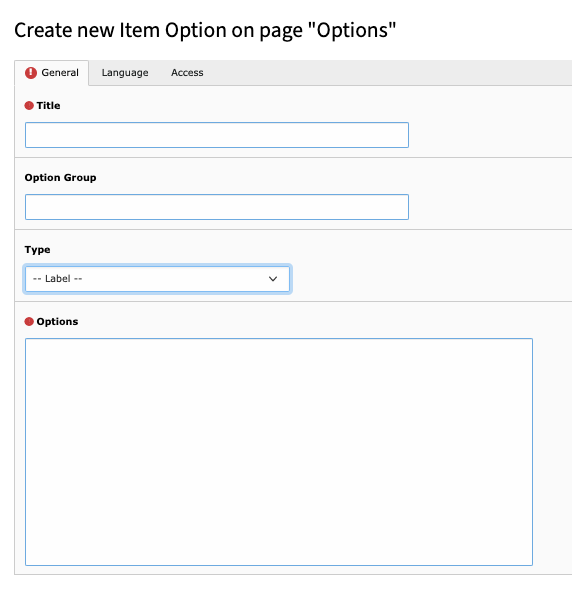 Create new Item Option on page "Options"
General Language Access
Title
Option Group
Type
-- Label --
Options